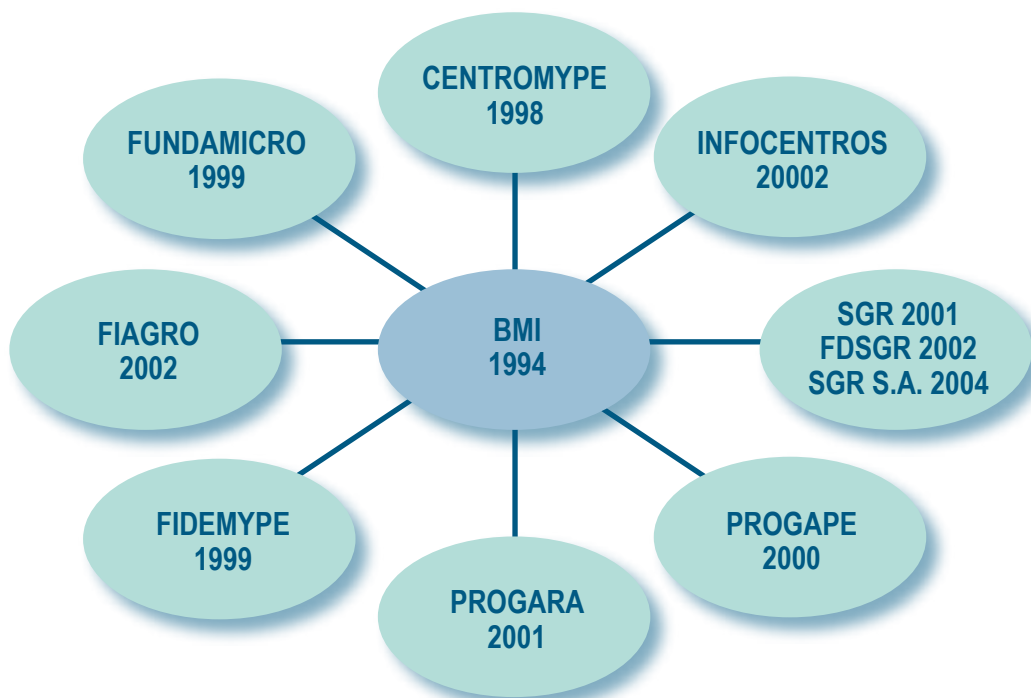 CENTROMYPE
1998
FUNDAMICRO
1999
INFOCENTROS
20002
FIAGRO
2002
BMI
1994
SGR 2001
FDSGR 2002
SGR S.A. 2004
FIDEMYPE
1999
PROGAPE
2000
PROGARA
2001